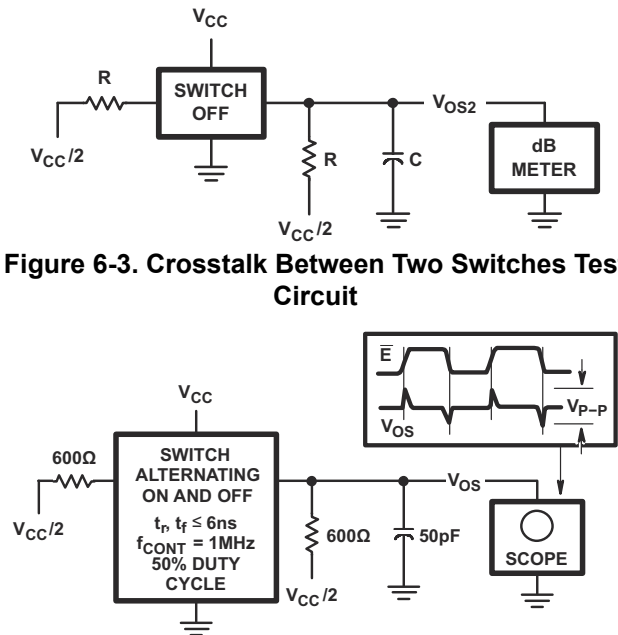 V_CC
R
SWITCH
OFF
V_CC/2
R
V_CC/2
C
V_OS2
dB
METER
Figure 6-3. Crosstalk Between Two Switches Tes
Circuit
E̅
V_OS
V_P–P
V_CC
600Ω
V_CC/2
SWITCH
ALTERNATING
ON AND OFF
t_r, t_f ≤ 6ns
f_CONT = 1MHz
50% DUTY
CYCLE
600Ω
V_CC/2
50pF
V_OS
SCOPE